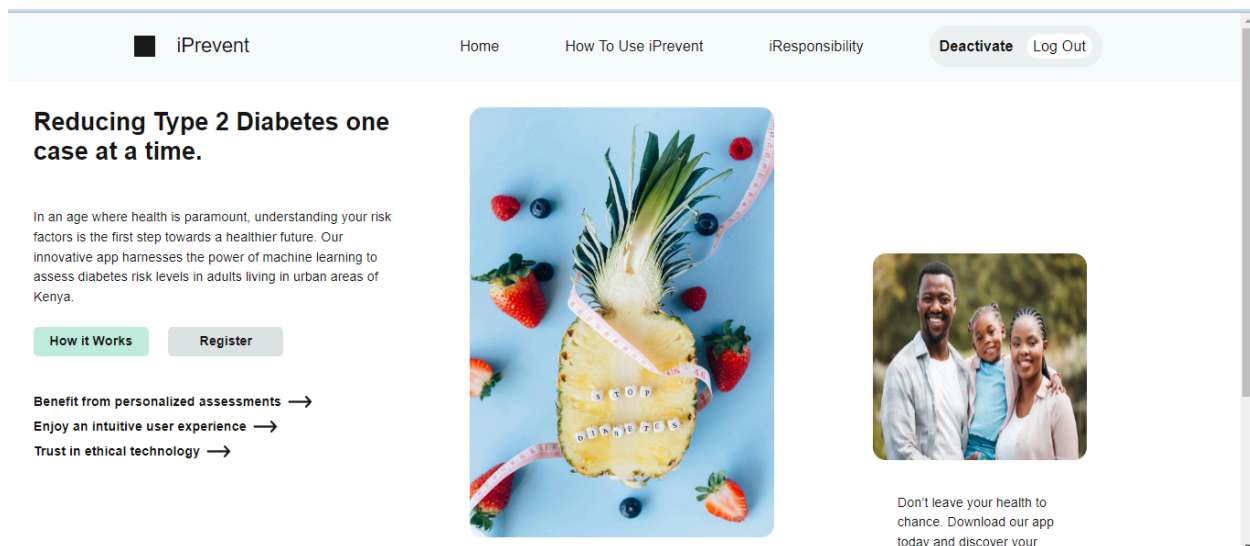 iPrevent
Home
How To Use iPrevent
iResponsibility
Deactivate
Log Out
Reducing Type 2 Diabetes one
case at a time.
In an age where health is paramount, understanding your risk
factors is the first step towards a healthier future. Our
innovative app harnesses the power of machine learning to
assess diabetes risk levels in adults living in urban areas of
Kenya.
How it Works
Register
Benefit from personalized assessments
Enjoy an intuitive user experience
Trust in ethical technology
STOP
DIABETES
Don't leave your health to
chance. Download our app
today and discover your